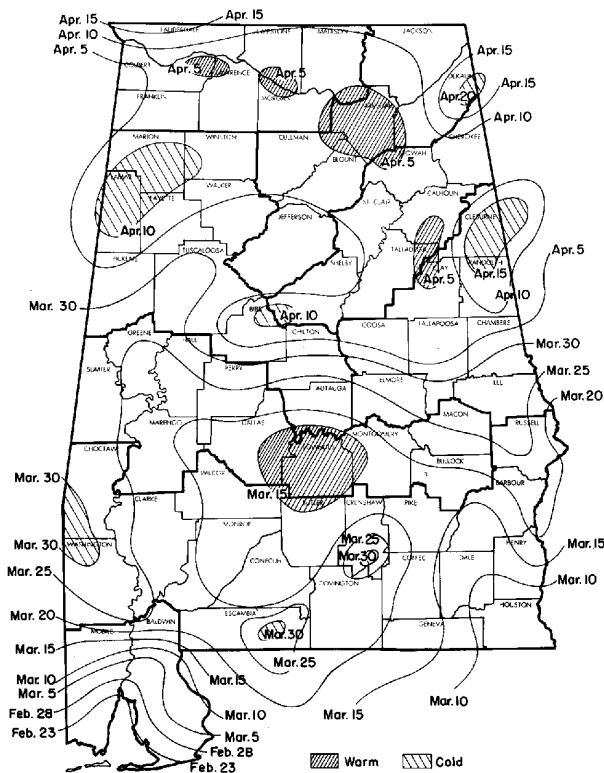 Apr. 15
Apr. 15
Apr. 10
Apr. 5
LAUDERDALE
LIMESTONE
MADISON
JACKSON
Apr. 15
COLBERT
Apr. 5
LAWRENCE
Apr. 5
Apr. 15
Apr. 20
FRANKLIN
MORGAN
Apr. 10
CHEROKEE
MARION
WINSTON
CULLMAN
Apr. 5
BLOUNT
WALKER
CALHOUN
LAMAR
FAYETTE
ST. CLAIR
CLEBURNE
JEFFERSON
Apr. 10
TUSCALOOSA
TALLADEGA
RANDOLPH
Apr. 5
PICKENS
SHELBY
CLAY
Apr. 5
Apr. 15
Apr. 10
Mar. 30
BIBB
Apr. 10
GREENE
HALE
CHILTON
COOSA
TALLAPOOSA
CHAMBERS
Mar. 30
SUMTER
PERRY
Mar. 25
AUTAUGA
ELMORE
LEE
Mar. 20
MARENGO
DALLAS
MACON
RUSSELL
CHOCTAW
MONTGOMERY
BULLOCK
Mar. 30
WILCOX
Mar. 15
BARBOUR
CLARKE
CRENSHAW
PIKE
MONROE
Mar. 25
Mar. 30
WASHINGTON
Mar. 30
HENRY
Mar. 15
CONECUH
COFFEE
DALE
Mar. 25
COVINGTON
Mar. 10
HOUSTON
Mar. 20
BALDWIN
ESCAMBIA
MOBILE
Mar. 30
GENEVA
Mar. 15
Mar. 25
Mar. 10
Mar. 15
Mar. 5
Mar. 10
Mar. 15
Mar. 10
Feb. 28
Mar. 5
Feb. 23
Feb. 28
Feb. 23
Warm
Cold